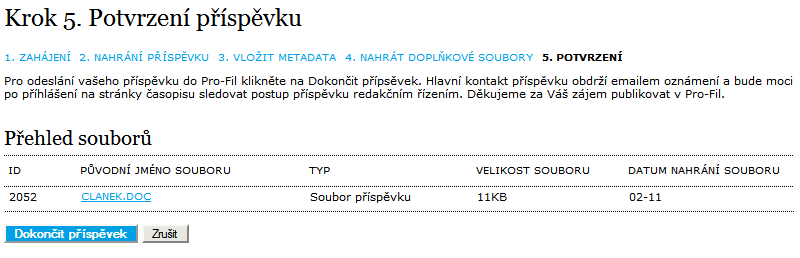 Krok 5. Potvrzení příspěvku
1. ZAHÁJENÍ 2. NAHRÁNÍ PŘÍSPĚVKU 3. VLOŽIT METADATA 4. NAHRÁT DOPLŇKOVÉ SOUBORY 5. POTVRZENÍ
Pro odeslání vašeho příspěvku do Pro-Fil klikněte na Dokončit přípsěvek. Hlavní kontakt příspěvku obdrží emailem oznámení a bude moci
po příhlášení na stránky časopisu sledovat postup příspěvku redakčním řízením. Děkujeme za Váš zájem publikovat v Pro-Fil.
Přehled souborů
ID PŮVODNÍ JMÉNO SOUBORU TYP VELIKOST SOUBORU DATUM NAHRÁNÍ SOUBORU
2052 CLANEK.DOC Soubor příspěvku 11KB 02-11
Dokončit příspěvek Zrušit